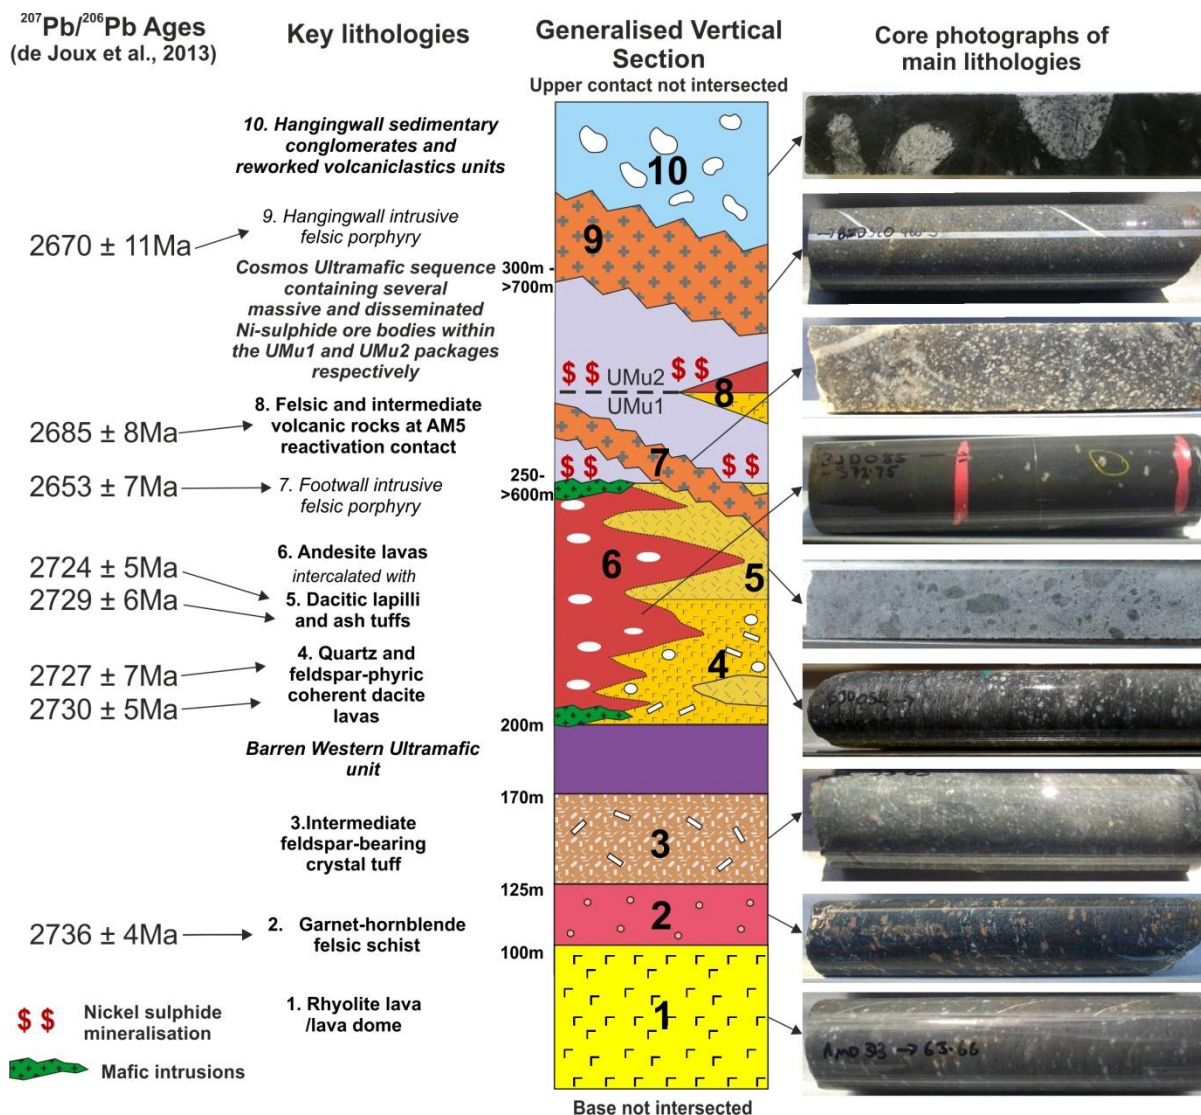 ²⁰⁷Pb/²⁰⁶Pb Ages
(de Joux et al., 2013)
Key lithologies
Generalised Vertical
Section
Upper contact not intersected
Core photographs of
main lithologies
10. Hangingwall sedimentary
conglomerates and
reworked volcaniclastics units
10
2670 ± 11Ma
9. Hangingwall intrusive
felsic porphyry
9
Cosmos Ultramafic sequence
containing several
massive and disseminated
Ni-sulphide ore bodies within
the UMu1 and UMu2 packages
respectively
300m -
>700m
$ $ UMu2 $ $
UMu1
8
2685 ± 8Ma
8. Felsic and intermediate
volcanic rocks at AM5
reactivation contact
2653 ± 7Ma
7. Footwall intrusive
felsic porphyry
$ $ 7 $ $
250-
>600m
2724 ± 5Ma
2729 ± 6Ma
6. Andesite lavas
intercalated with
5. Dacitic lapilli
and ash tuffs
6
5
2727 ± 7Ma
2730 ± 5Ma
4. Quartz and
feldspar-phyric
coherent dacite
lavas
4
200m
Barren Western Ultramafic
unit
170m
3.Intermediate
feldspar-bearing
crystal tuff
3
125m
2736 ± 4Ma
2. Garnet-hornblende
felsic schist
2
100m
1. Rhyolite lava
/lava dome
1
$ $ Nickel sulphide
mineralisation
Mafic intrusions
Base not intersected
63.66